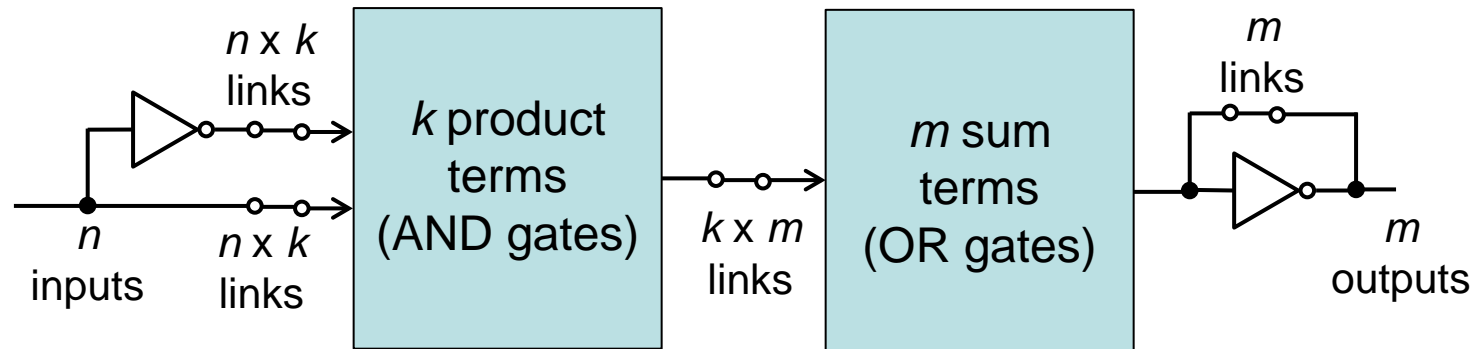 n x k
links
n
inputs
n x k
links
k product
terms
(AND gates)
k x m
links
m sum
terms
(OR gates)
m
links
m
outputs